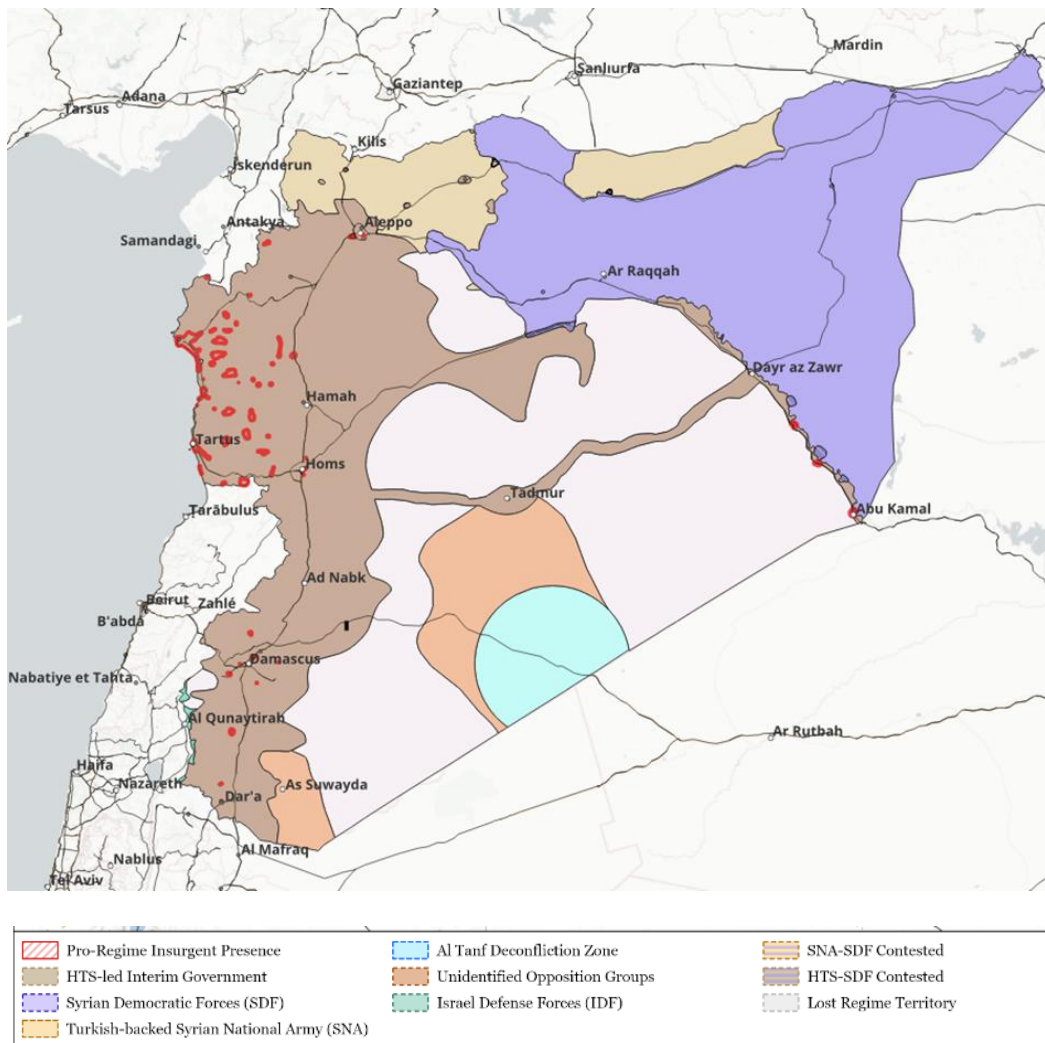 Mardin
Sanlıurfa
Gaziantep
Adana
Tarsus
Kilis
İskenderun
Antakya
Aleppo
Samandagi
Ar Raqqah
Dayr az Zawr
Hamah
Tartus
Homs
Tadmur
Abu Kamal
Ţarābulus
Ad Nabk
Beirut
Zahlé
B'abda
Damascus
Nabatiye et Tahta
Al Qunaytirah
Ar Rutbah
Haifa
Nazareth
As Suwayda
Dar'a
Al Mafraq
Nablus
Tel Aviv
Pro-Regime Insurgent Presence
Al Tanf Deconfliction Zone
SNA-SDF Contested
HTS-led Interim Government
Unidentified Opposition Groups
HTS-SDF Contested
Syrian Democratic Forces (SDF)
Israel Defense Forces (IDF)
Lost Regime Territory
Turkish-backed Syrian National Army (SNA)